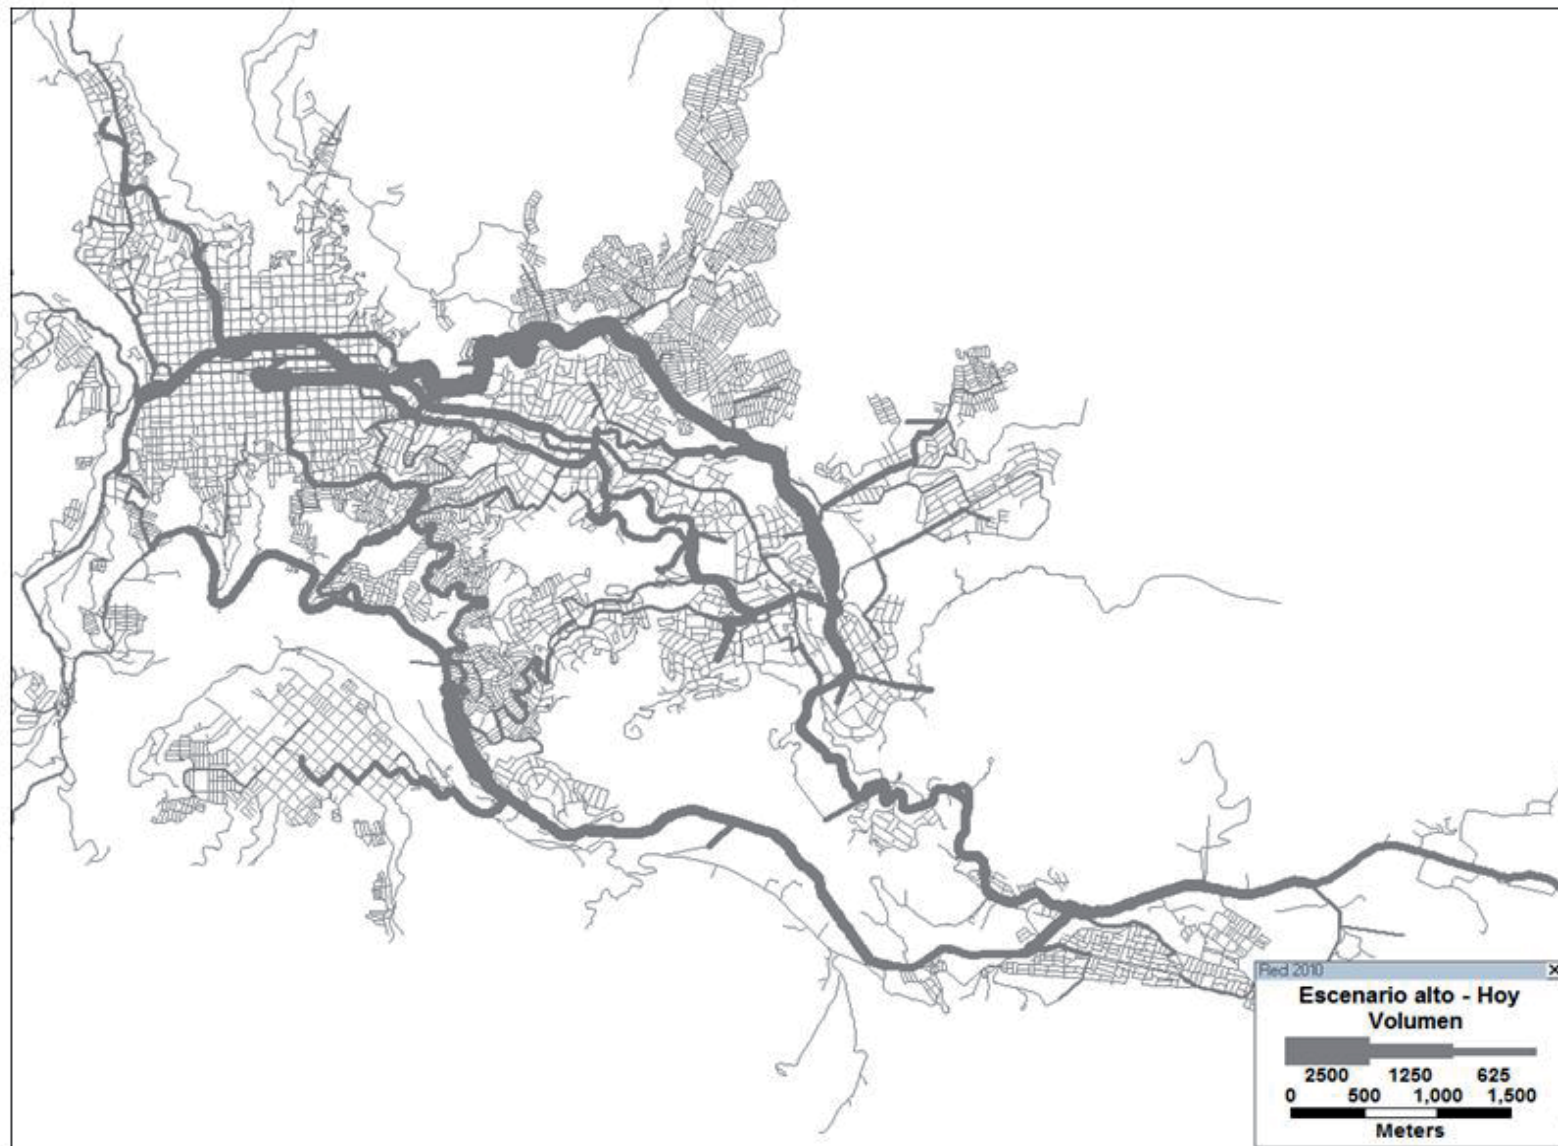 Red 2010
Escenario alto - Hoy
Volumen
2500 1250 625
0 500 1,000 1,500
Meters